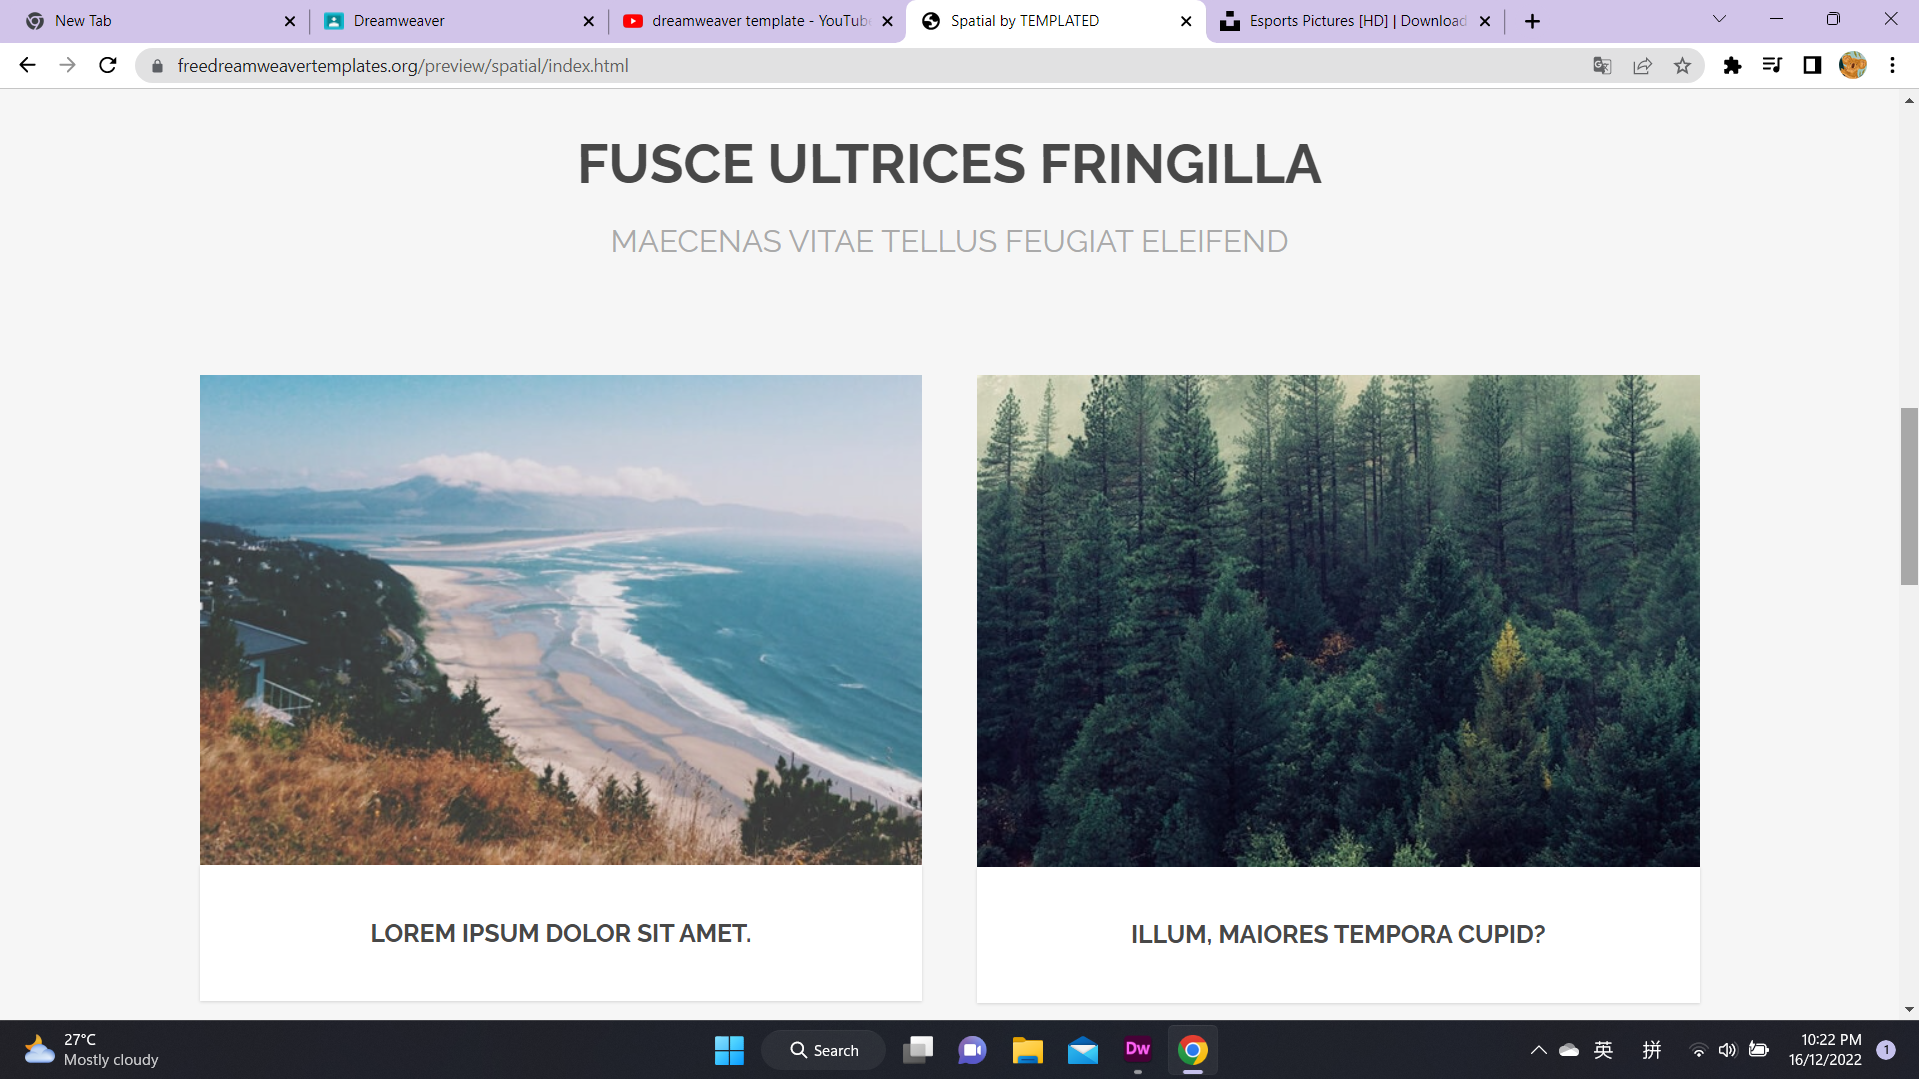 New Tab
Dreamweaver
dreamweaver template - YouTube
Spatial by TEMPLATED
Esports Pictures [HD] | Download
freedreamweavertemplates.org/preview/spatial/index.html
FUSCE ULTRICES FRINGILLA
MAECENAS VITAE TELLUS FEUGIAT ELEIFEND
LOREM IPSUM DOLOR SIT AMET.
ILLUM, MAIORES TEMPORA CUPID?
27°C
Mostly cloudy
Search
Dw
英
拼
10:22 PM
16/12/2022
1